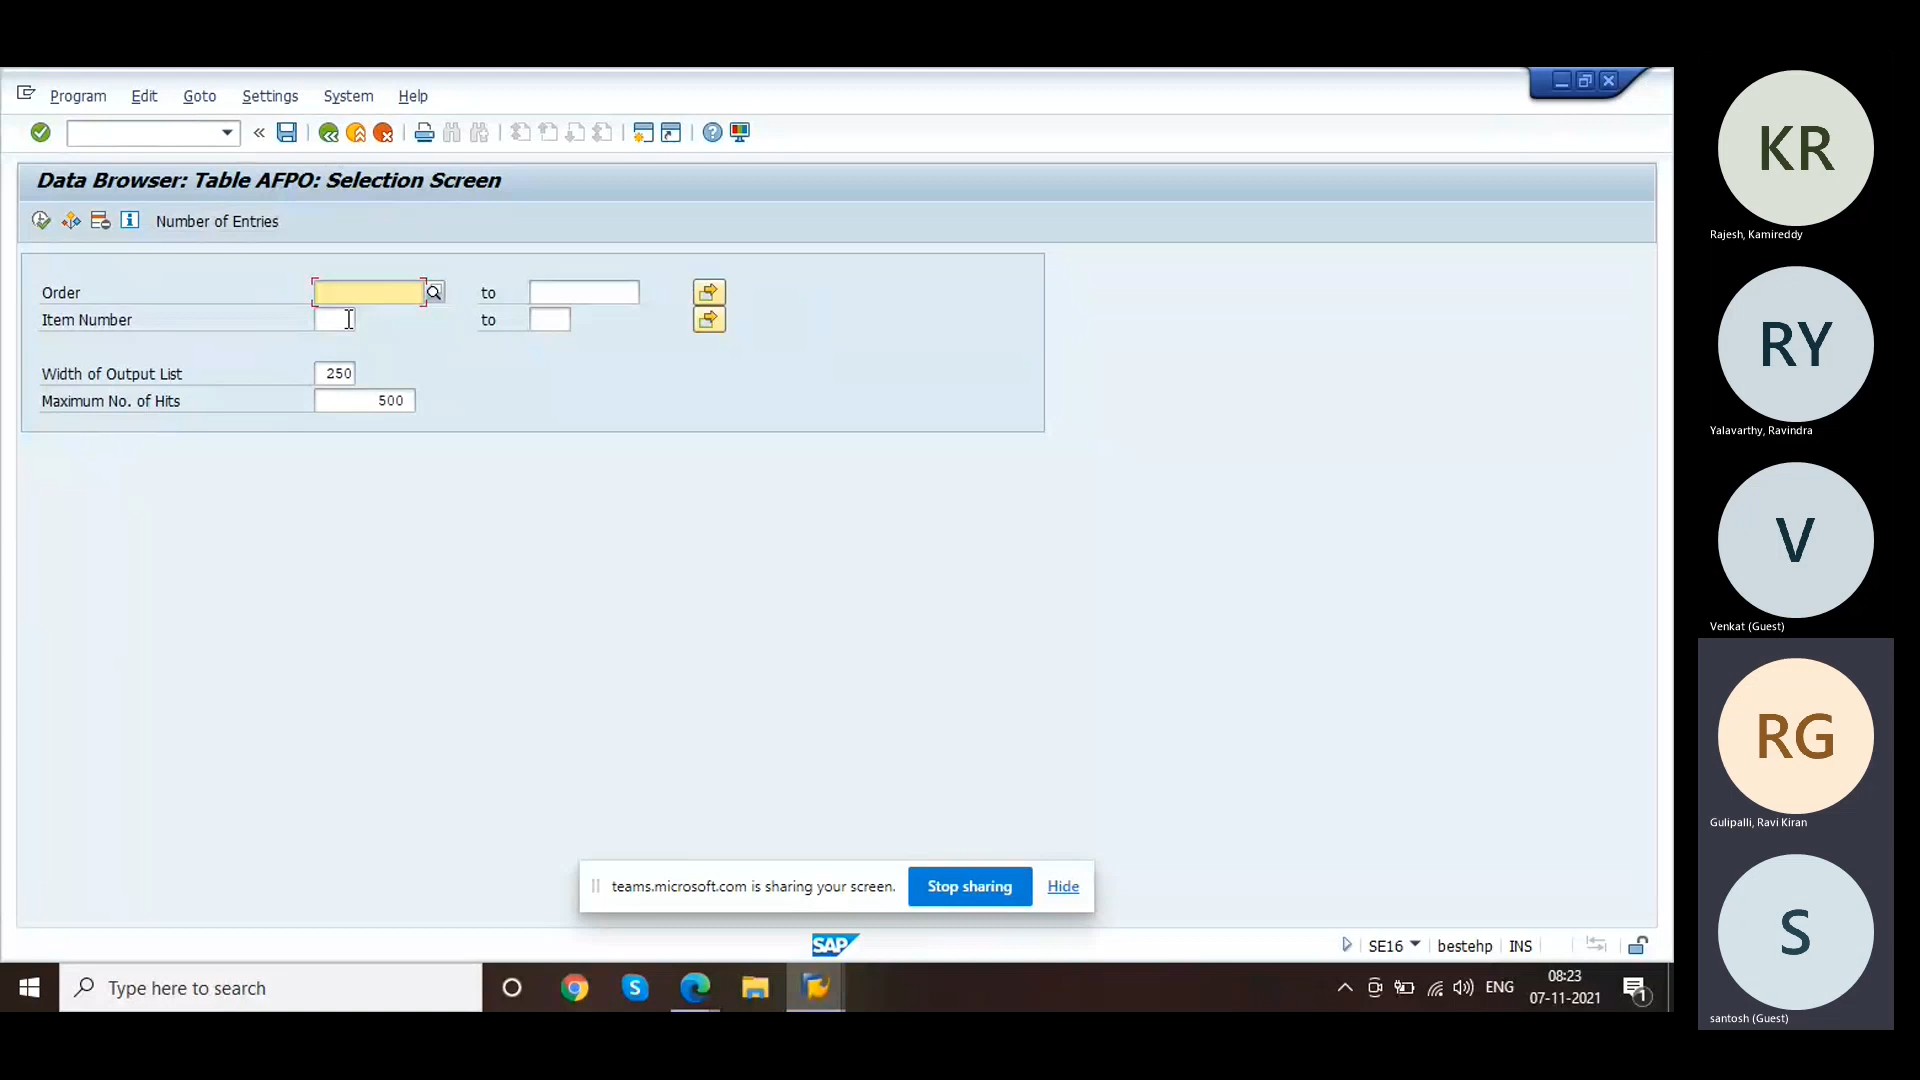 Program Edit Goto Settings System Help
Data Browser: Table AFPO: Selection Screen
Number of Entries
Order to
Item Number to
Width of Output List 250
Maximum No. of Hits 500
teams.microsoft.com is sharing your screen. Stop sharing Hide
SAP
SE16 bestehp INS
Type here to search
S
ENG
08:23
07-11-2021
1
KR
Rajesh, Kamireddy
RY
Yalavarthy, Ravindra
V
Venkat (Guest)
RG
Gulipalli, Ravi Kiran
S
santosh (Guest)